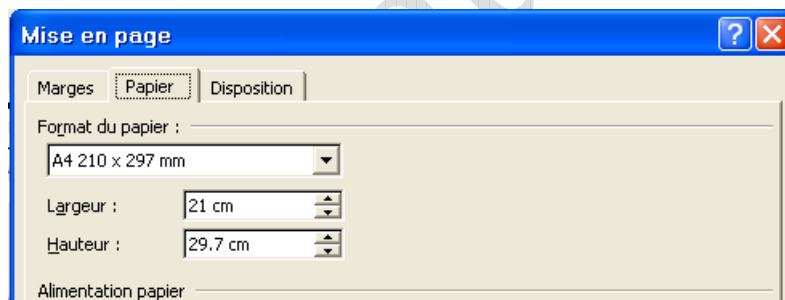 Mise en page
Marges Papier Disposition
Format du papier :
A4 210 x 297 mm
Largeur : 21 cm
Hauteur : 29.7 cm
Alimentation papier